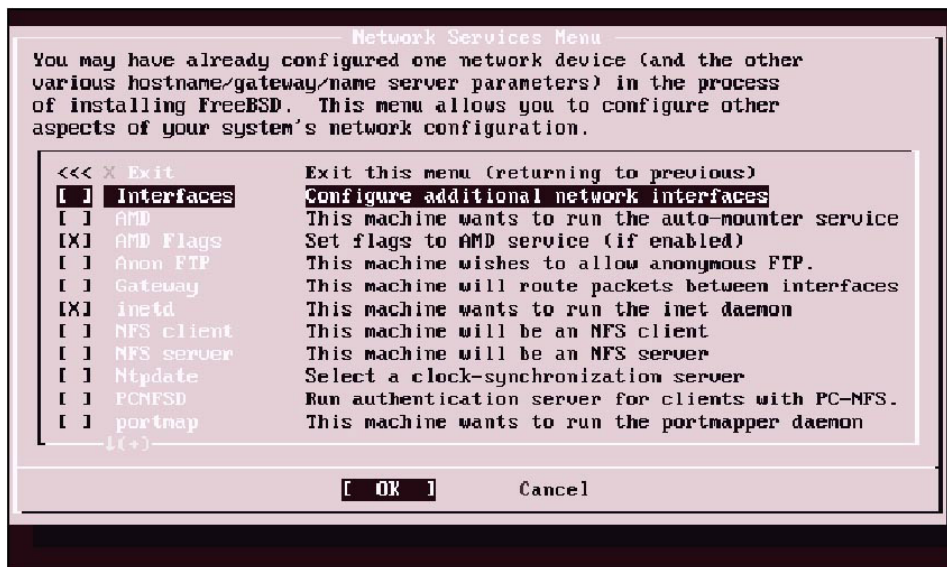 Network Services Menu
You may have already configured one network device (and the other
various hostname/gateway/name server parameters) in the process
of installing FreeBSD.  This menu allows you to configure other
aspects of your system's network configuration.
<<< X Exit Exit this menu (returning to previous)
[ ] Interfaces Configure additional network interfaces
[ ] AMD This machine wants to run the auto-mounter service
[X] AMD Flags Set flags to AMD service (if enabled)
[ ] Anon FTP This machine wishes to allow anonymous FTP.
[ ] Gateway This machine will route packets between interfaces
[X] inetd This machine wants to run the inet daemon
[ ] NFS client This machine will be an NFS client
[ ] NFS server This machine will be an NFS server
[ ] Ntpdate Select a clock-synchronization server
[ ] PCNFSD Run authentication server for clients with PC-NFS.
[ ] portmap This machine wants to run the portmapper daemon
↓(+)
[ OK ] Cancel